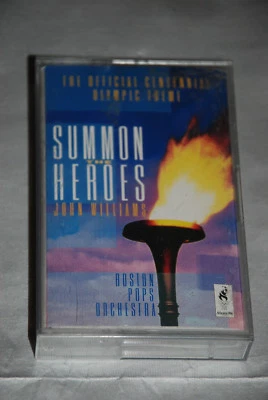 THE OFFICIAL CENTENNIAL
OLYMPIC THEME
SUMMON
THE
HEROES
JOHN WILLIAMS
BOSTON
POPS
ORCHESTRA